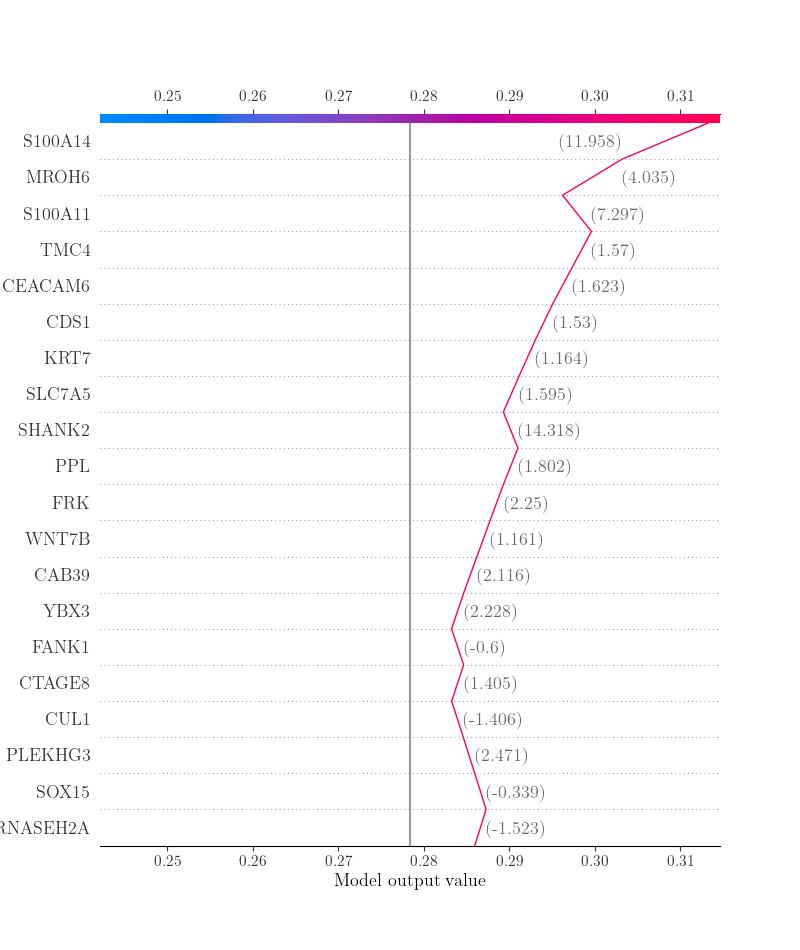 0.25 0.26 0.27 0.28 0.29 0.30 0.31
S100A14 (11.958)
MROH6 (4.035)
S100A11 (7.297)
TMC4 (1.57)
CEACAM6 (1.623)
CDS1 (1.53)
KRT7 (1.164)
SLC7A5 (1.595)
SHANK2 (14.318)
PPL (1.802)
FRK (2.25)
WNT7B (1.161)
CAB39 (2.116)
YBX3 (2.228)
FANK1 (-0.6)
CTAGE8 (1.405)
CUL1 (-1.406)
PLEKHG3 (2.471)
SOX15 (-0.339)
RNASEH2A (-1.523)
0.25 0.26 0.27 0.28 0.29 0.30 0.31
Model output value